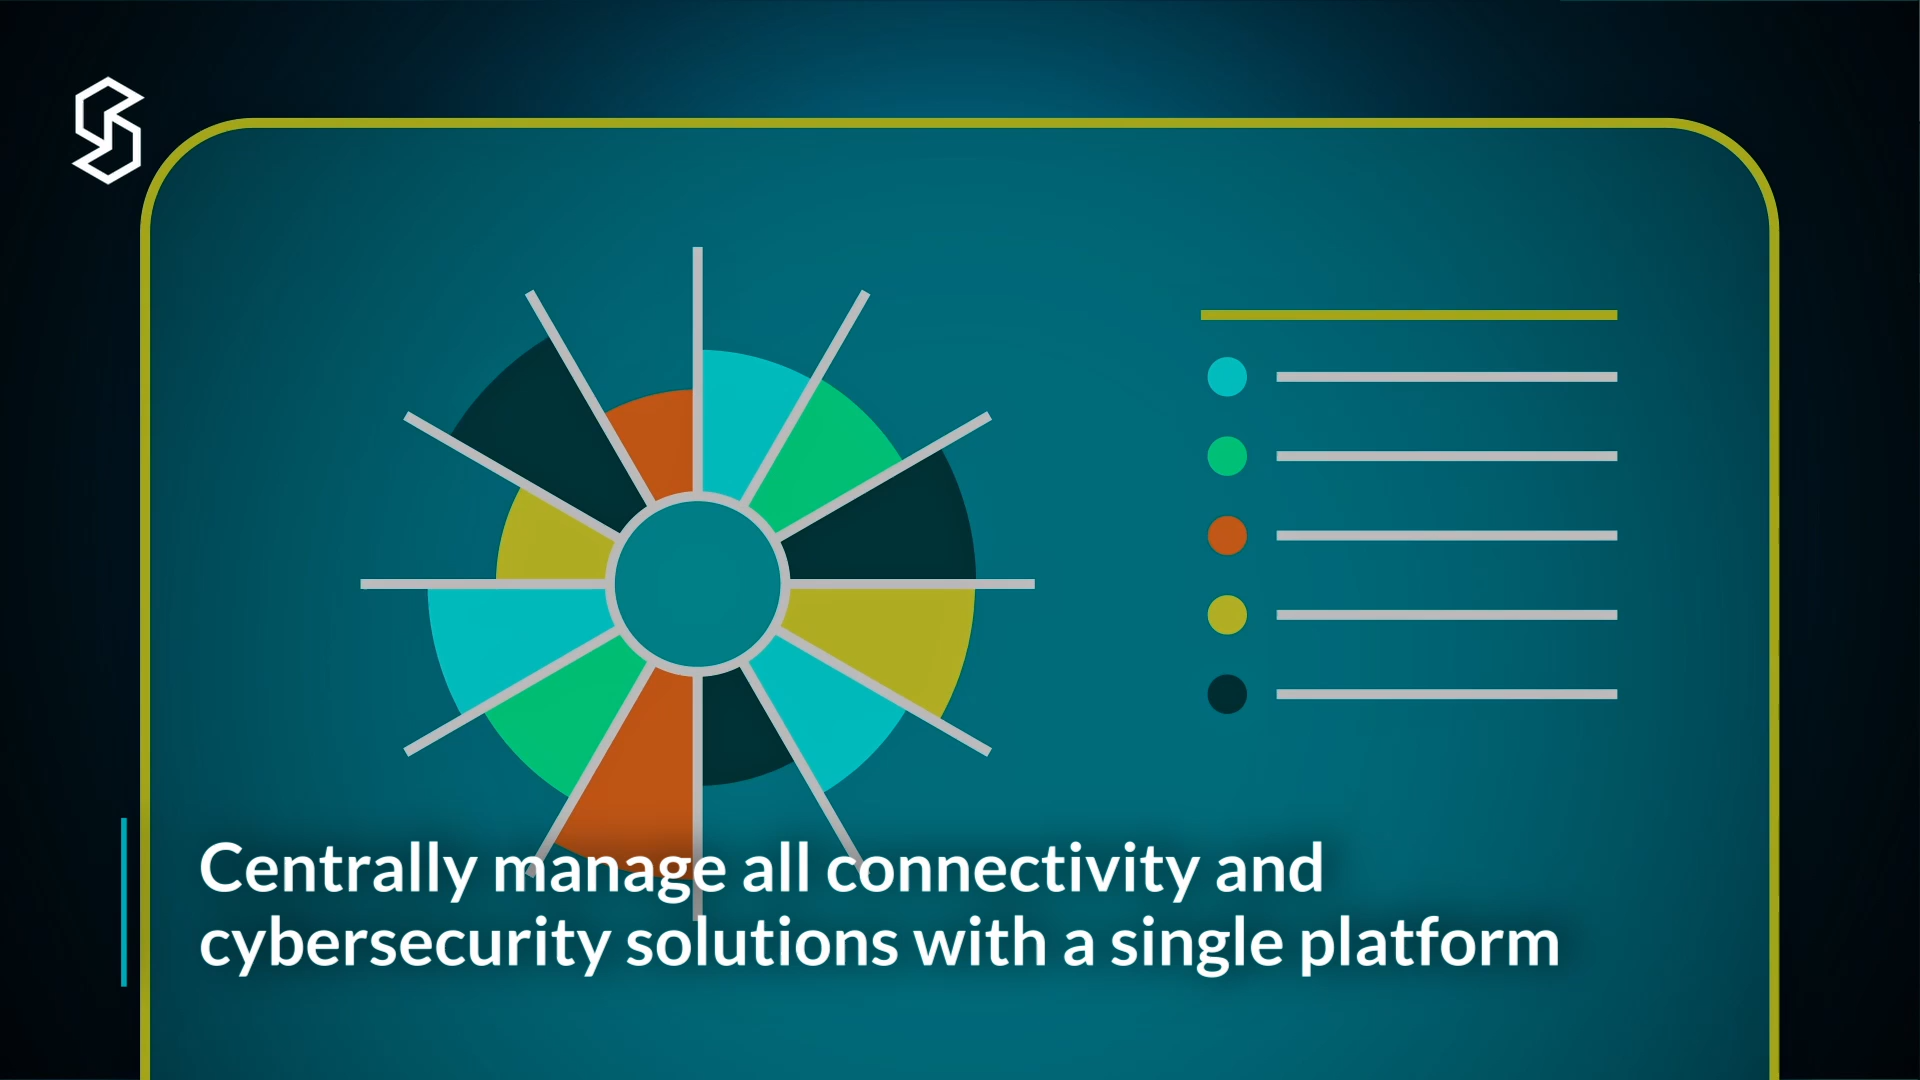 Centrally manage all connectivity and
cybersecurity solutions with a single platform